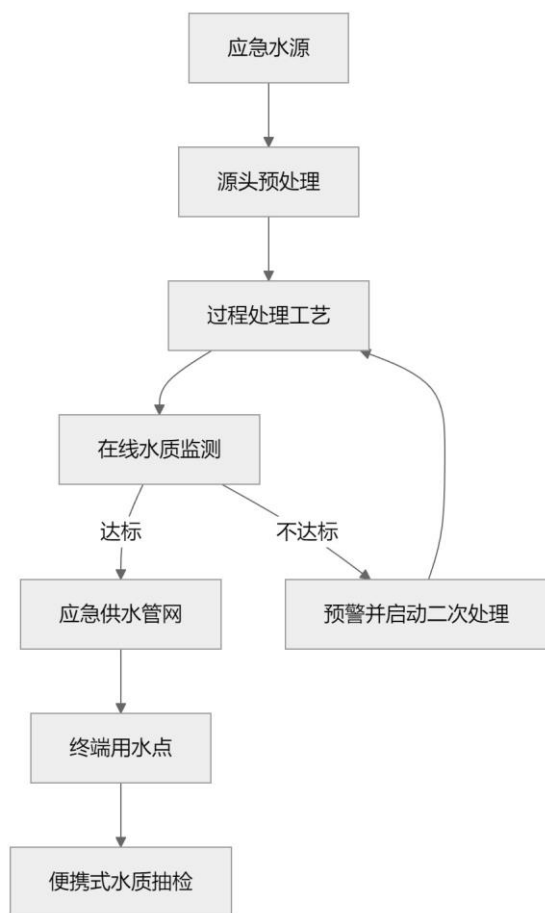 应急水源
源头预处理
过程处理工艺
在线水质监测
达标
不达标
应急供水管网
预警并启动二次处理
终端用水点
便携式水质抽检